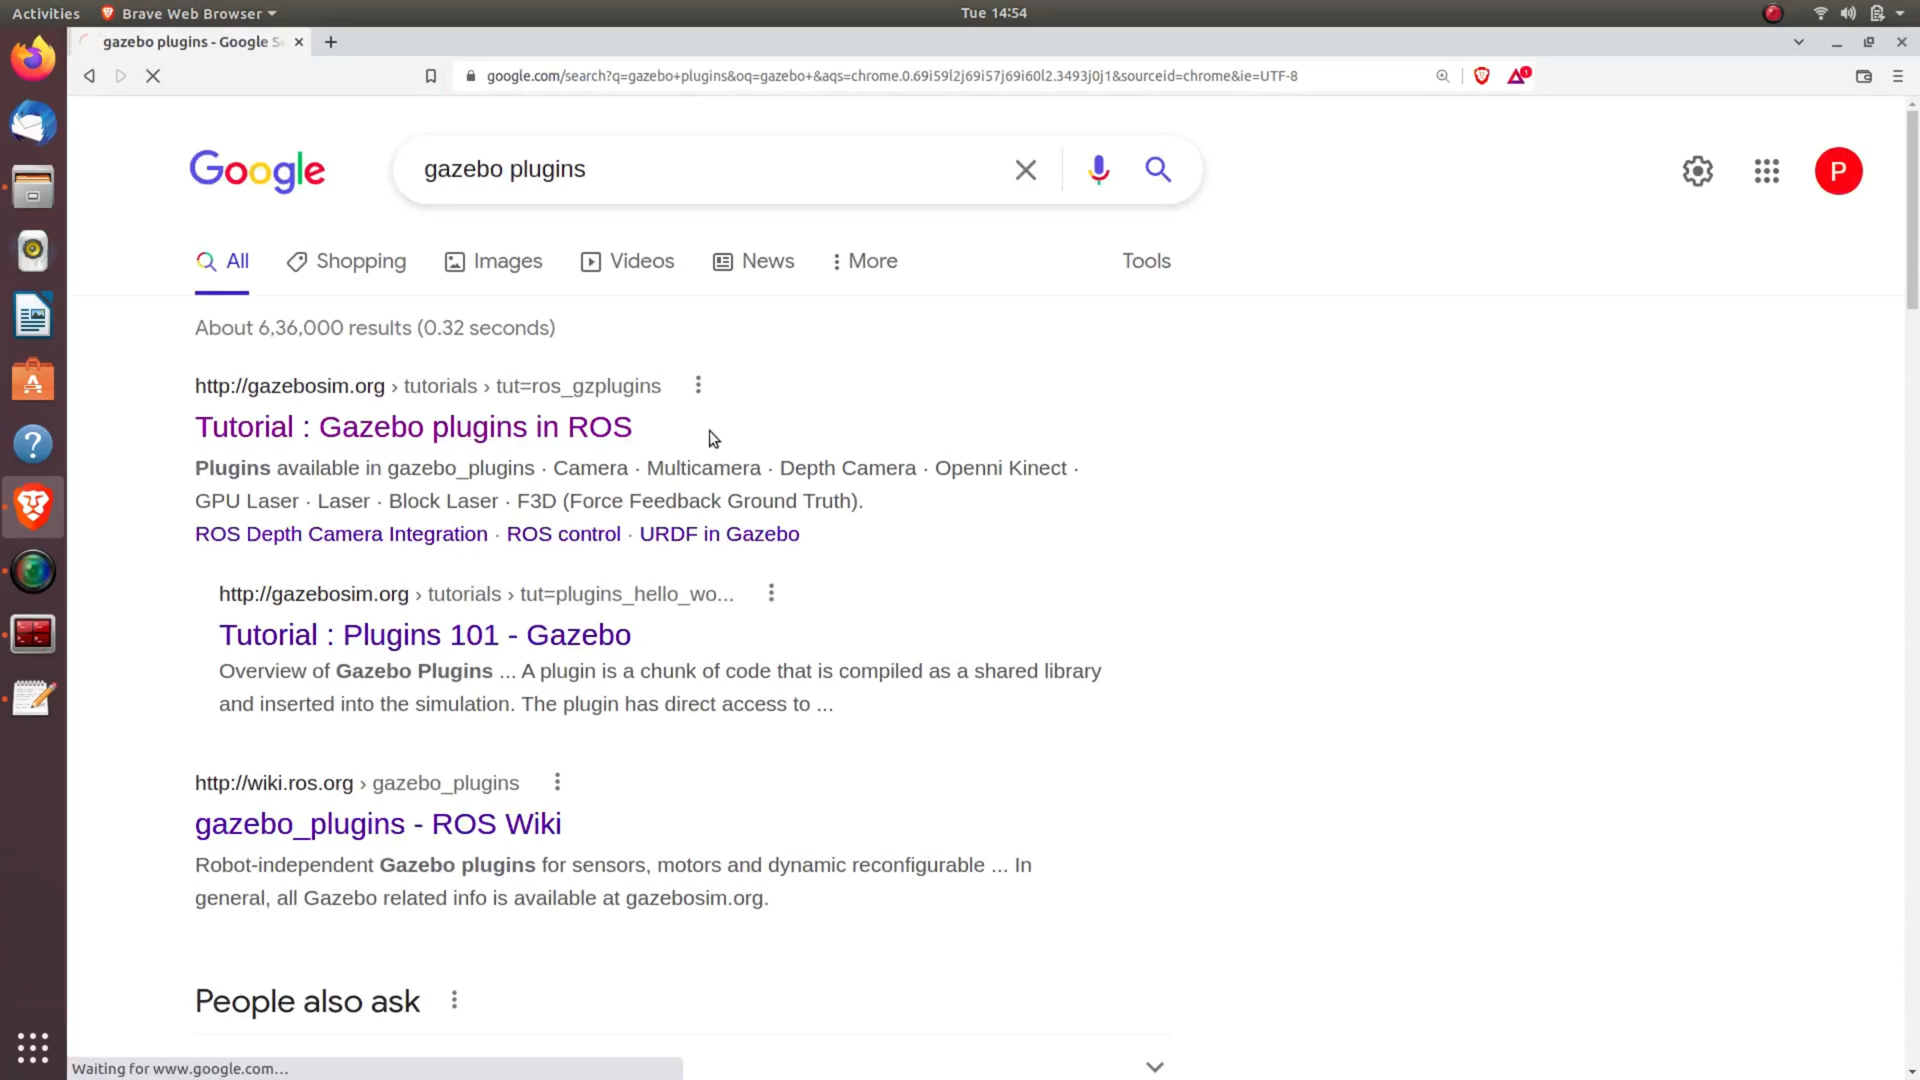 Activities
Brave Web Browser
Tue 14:54
gazebo plugins - Google S
google.com/search?q=gazebo+plugins&oq=gazebo+&aqs=chrome.0.69i59l2j69i57j69i60l2.3493j0j1&sourceid=chrome&ie=UTF-8
1
Google
gazebo plugins
P
All
Shopping
Images
Videos
News
More
Tools
About 6,36,000 results (0.32 seconds)
http://gazebosim.org › tutorials › tut=ros_gzplugins
Tutorial : Gazebo plugins in ROS
Plugins available in gazebo_plugins · Camera · Multicamera · Depth Camera · Openni Kinect ·
GPU Laser · Laser · Block Laser · F3D (Force Feedback Ground Truth).
ROS Depth Camera Integration · ROS control · URDF in Gazebo
http://gazebosim.org › tutorials › tut=plugins_hello_wo...
Tutorial : Plugins 101 - Gazebo
Overview of Gazebo Plugins ... A plugin is a chunk of code that is compiled as a shared library
and inserted into the simulation. The plugin has direct access to ...
http://wiki.ros.org › gazebo_plugins
gazebo_plugins - ROS Wiki
Robot-independent Gazebo plugins for sensors, motors and dynamic reconfigurable ... In
general, all Gazebo related info is available at gazebosim.org.
People also ask
Waiting for www.google.com...